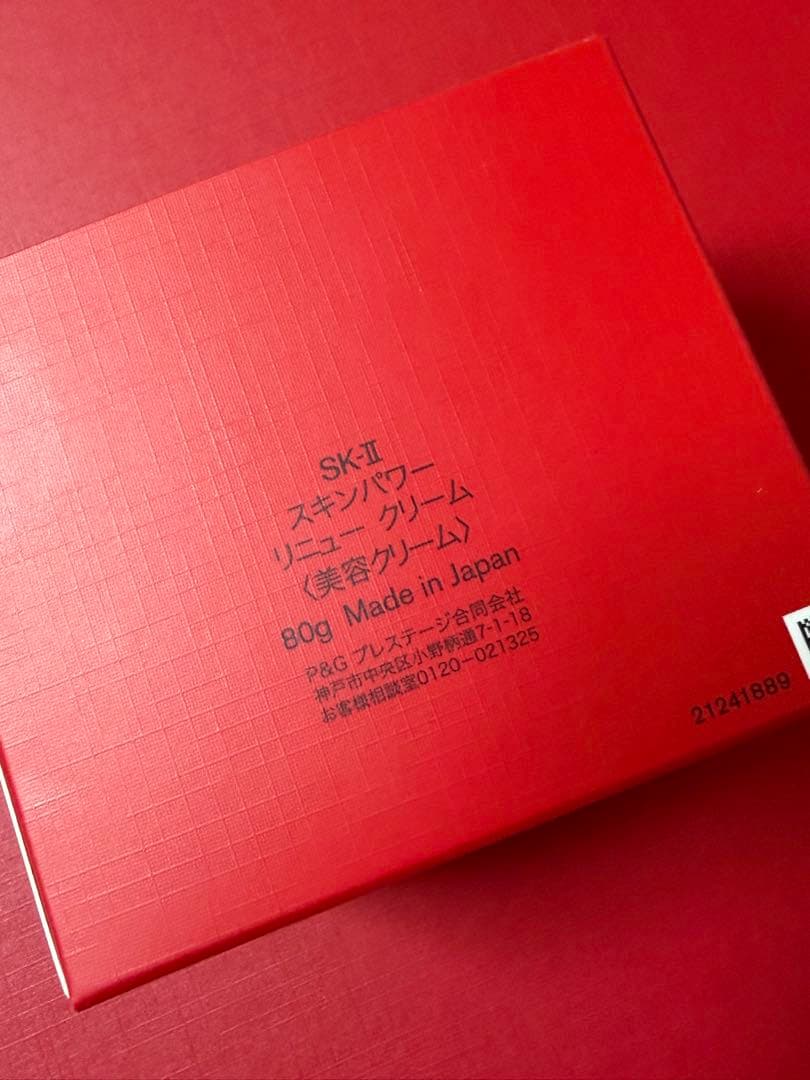 SK-II
スキンパワー
リニュー クリーム
〈美容クリーム〉
80g Made in Japan
P&G プレステージ合同会社
神戸市中央区小野柄通7-1-18
お客様相談室0120-021325
21241889